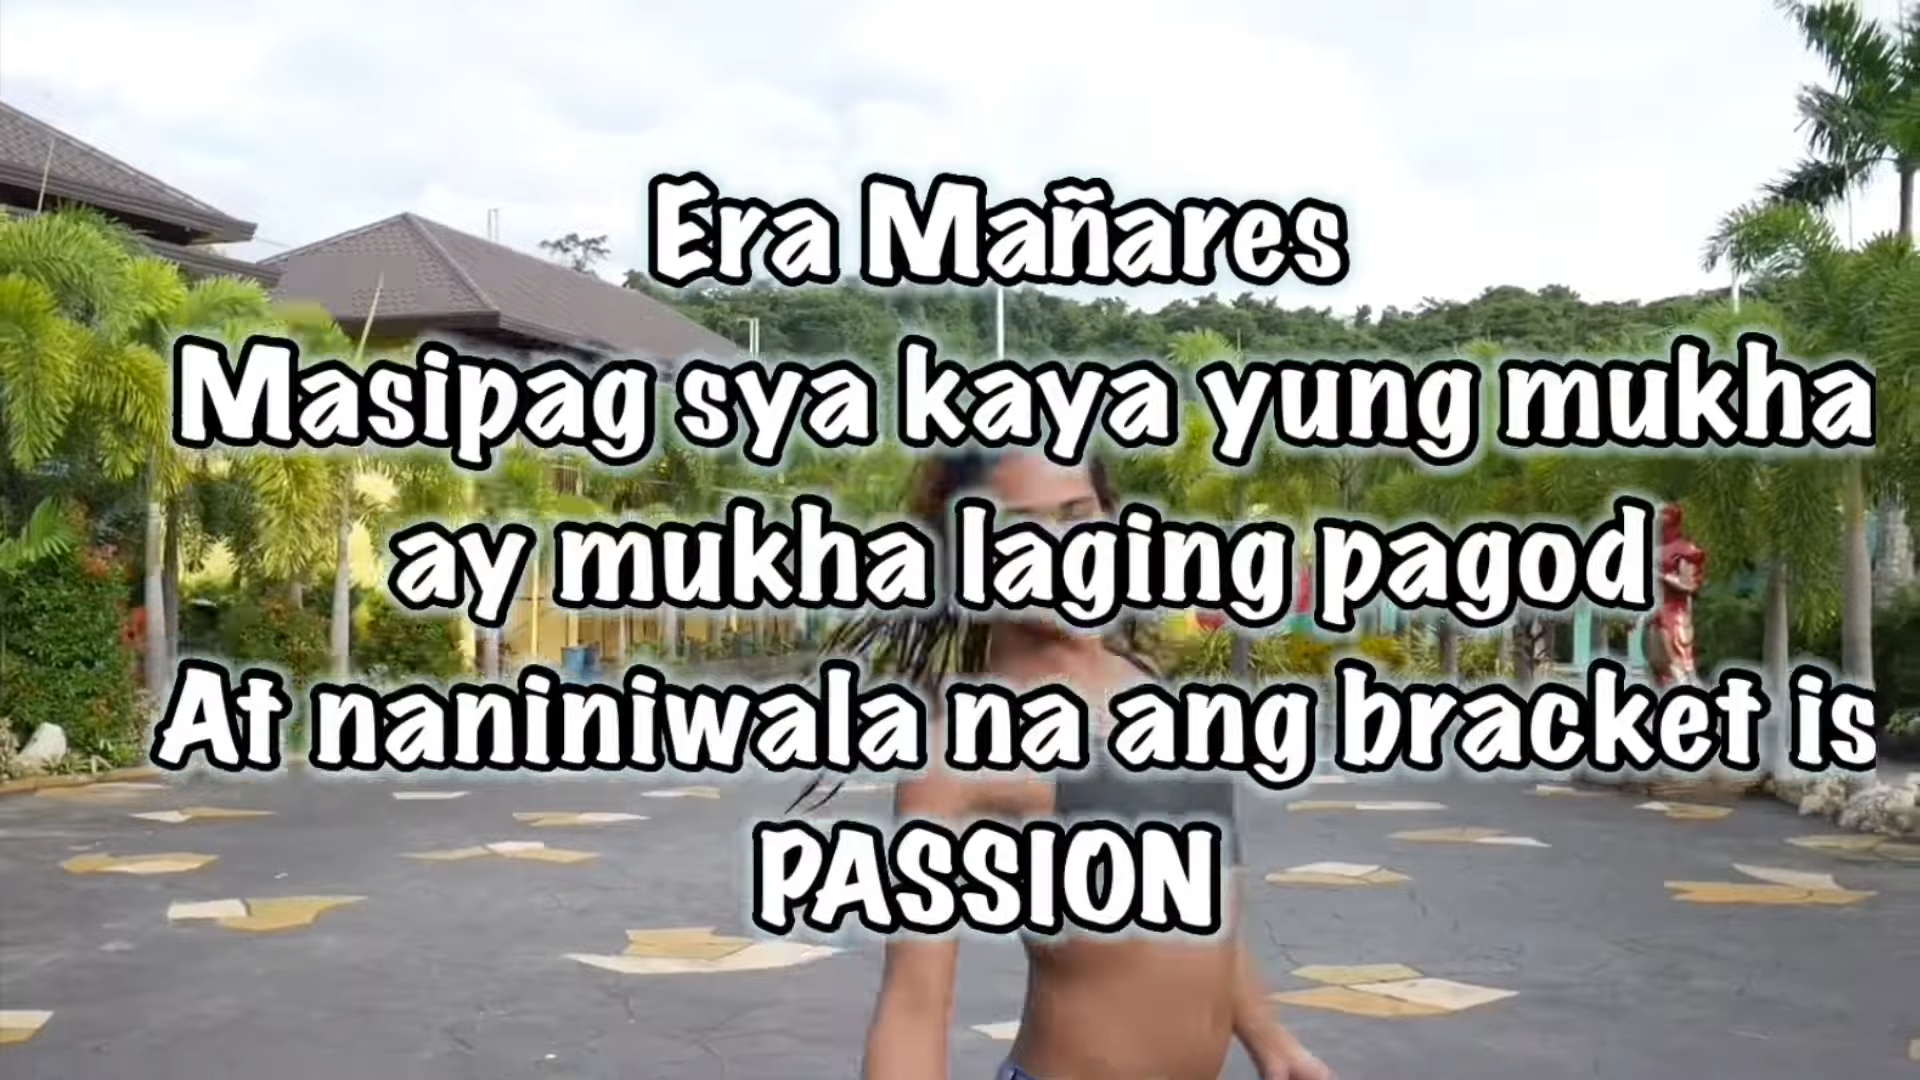 Era Mañares
Masipag sya kaya yung mukha
ay mukha laging pagod
At naniniwala na ang bracket is
PASSION